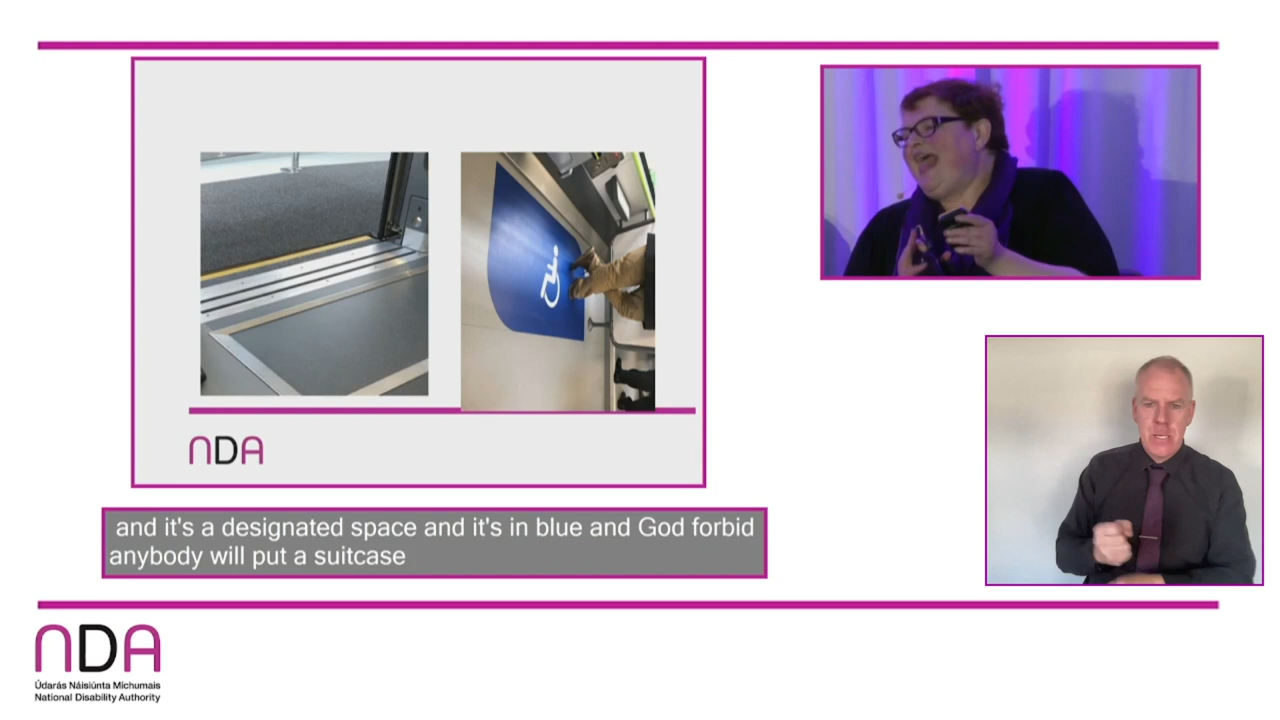 NDA
and it's a designated space and it's in blue and God forbid
anybody will put a suitcase
NDA
Údarás Náisiúnta Míchumais
National Disability Authority